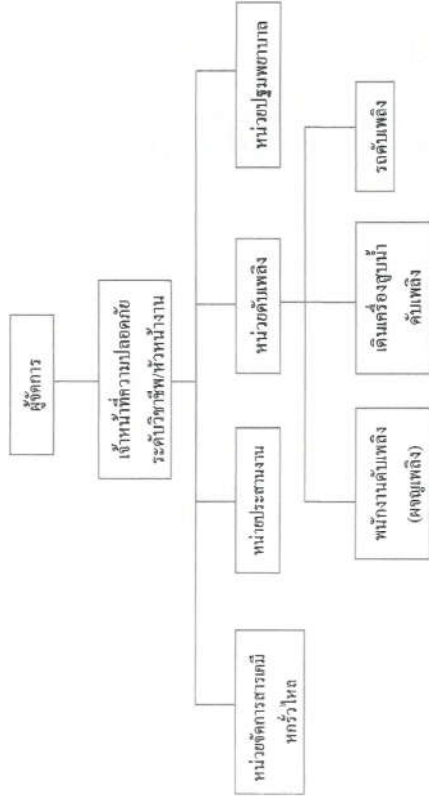 ผู้จัดการ
เจ้าหน้าที่ความปลอดภัย
ระดับวิชาชีพ/หัวหน้างาน
หน่วยจัดการสารเคมี
หกรั่วไหล
หน่วยประสานงาน
หน่วยดับเพลิง
หน่วยปฐมพยาบาล
พนักงานดับเพลิง
(ผจญเพลิง)
เดินเครื่องสูบน้ำ
ดับเพลิง
รถดับเพลิง